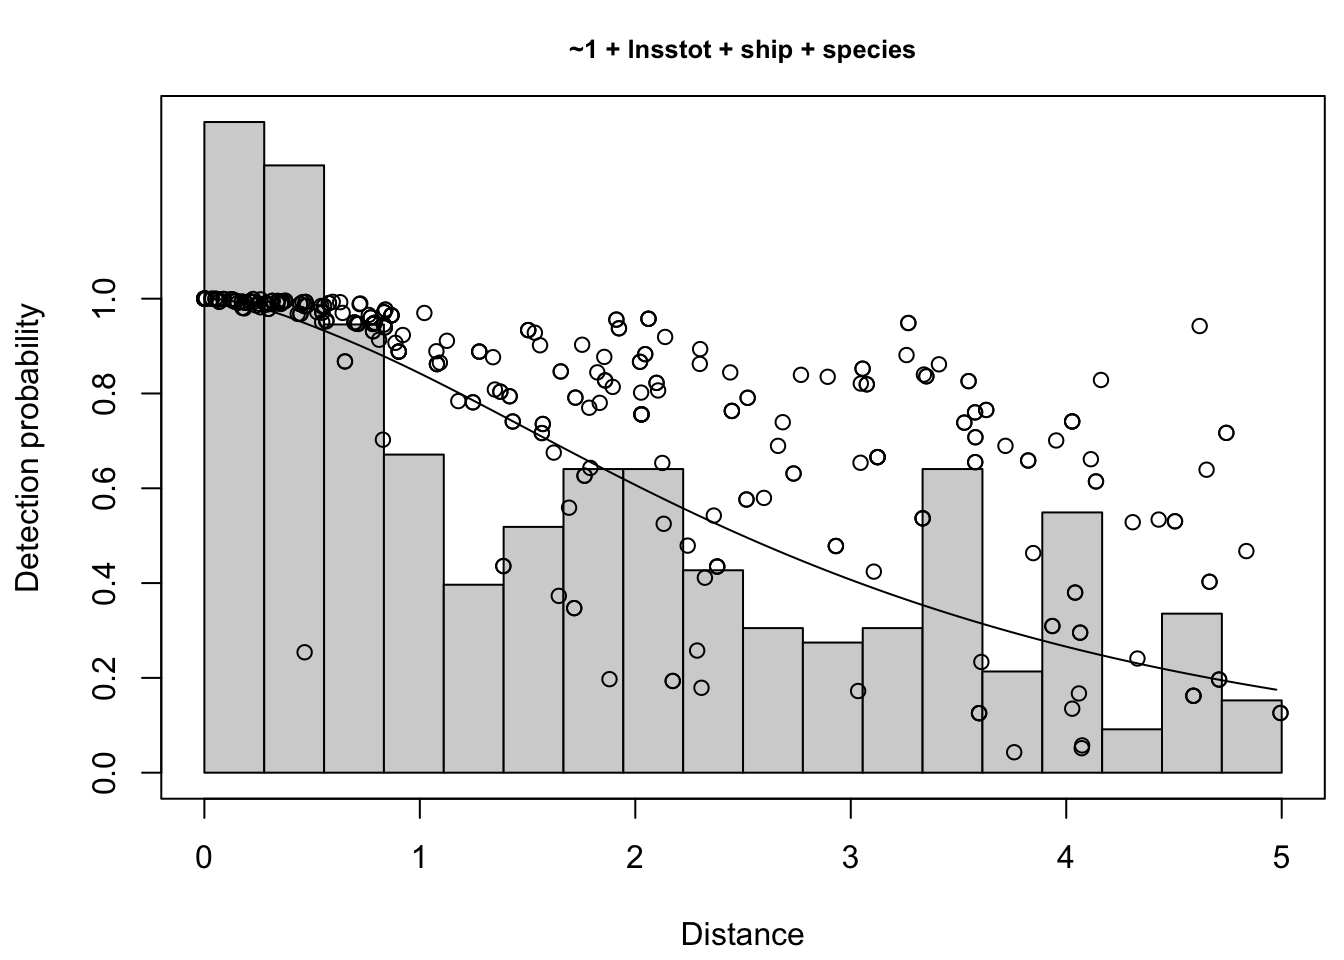 ~1 + lnsstot + ship + species
Detection probability
1.0
0.8
0.6
0.4
0.2
0.0
0 1 2 3 4 5
Distance